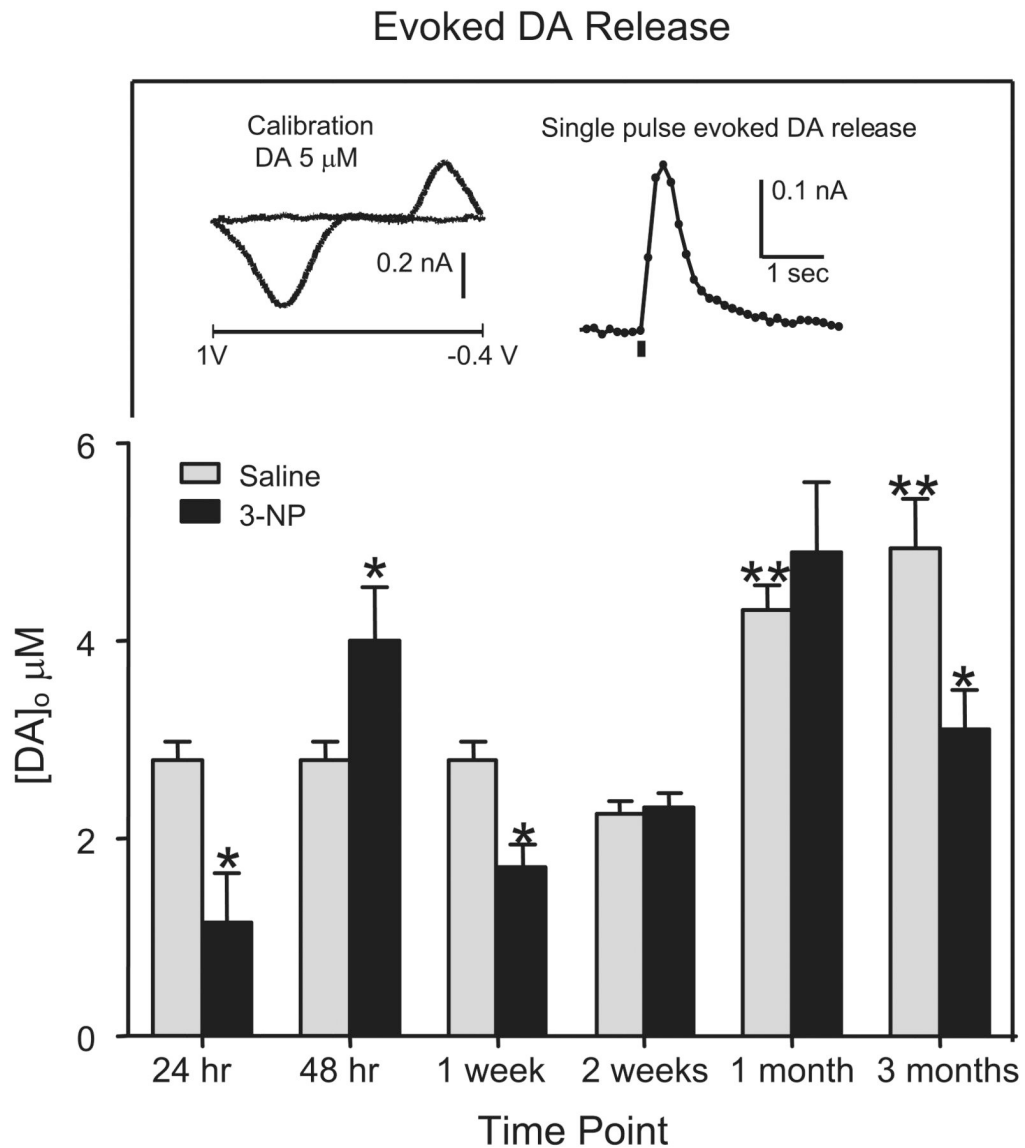 Evoked DA Release
Calibration
DA 5 μM
0.2 nA
1V
-0.4 V
Single pulse evoked DA release
0.1 nA
1 sec
Saline
3-NP
[DA]o μM
6
4
2
0
*
*
*
**
**
*
24 hr
48 hr
1 week
2 weeks
1 month
3 months
Time Point